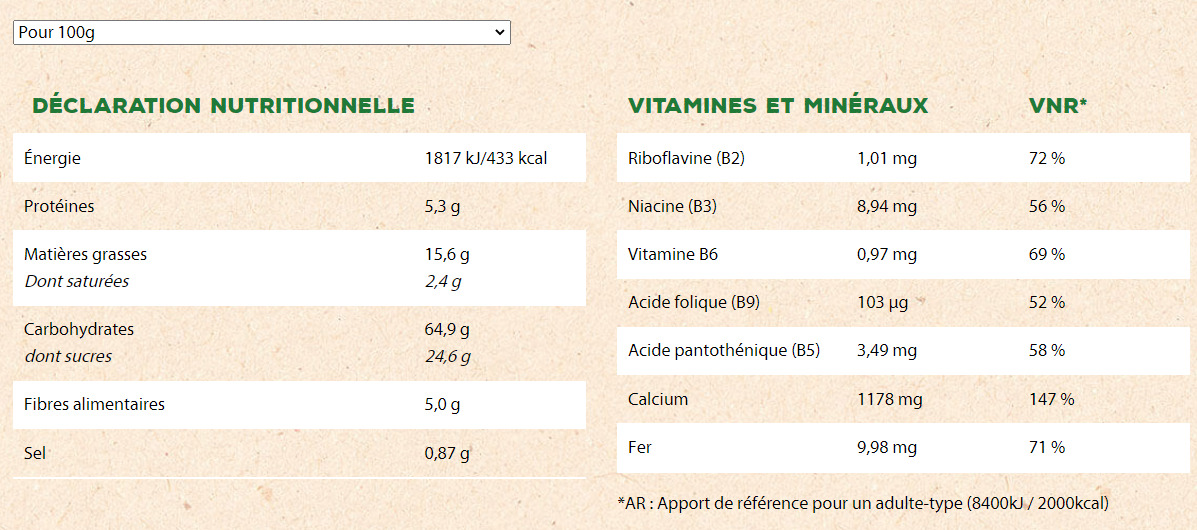 Pour 100g
DÉCLARATION NUTRITIONNELLE
Énergie 1817 kJ/433 kcal
Protéines 5,3 g
Matières grasses 15,6 g
Dont saturées 2,4 g
Carbohydrates 64,9 g
dont sucres 24,6 g
Fibres alimentaires 5,0 g
Sel 0,87 g
VITAMINES ET MINÉRAUX VNR*
Riboflavine (B2) 1,01 mg 72 %
Niacine (B3) 8,94 mg 56 %
Vitamine B6 0,97 mg 69 %
Acide folique (B9) 103 µg 52 %
Acide pantothénique (B5) 3,49 mg 58 %
Calcium 1178 mg 147 %
Fer 9,98 mg 71 %
*AR : Apport de référence pour un adulte-type (8400kJ / 2000kcal)